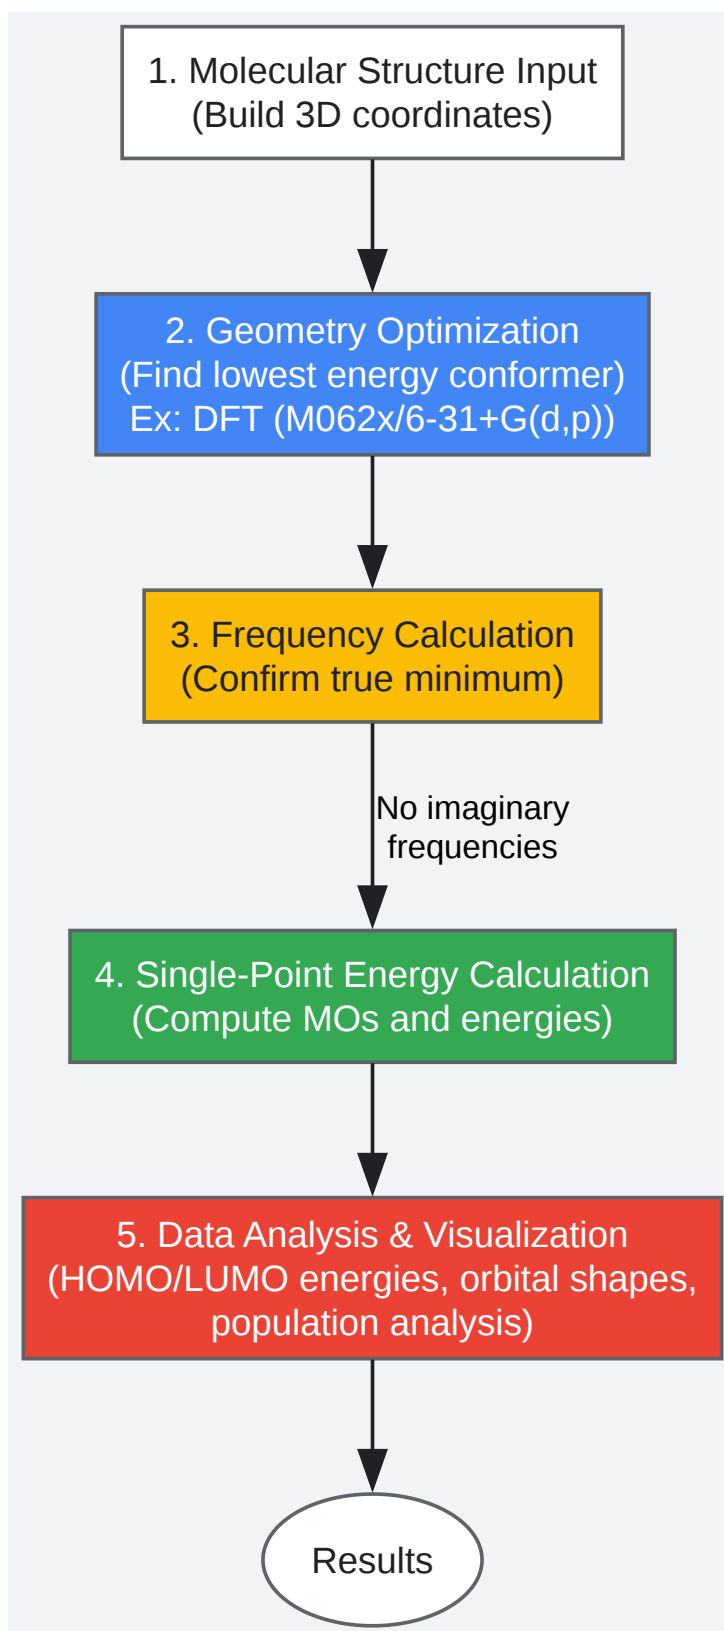 1. Molecular Structure Input
(Build 3D coordinates)
2. Geometry Optimization
(Find lowest energy conformer)
Ex: DFT (M062x/6-31+G(d,p))
3. Frequency Calculation
(Confirm true minimum)
No imaginary
frequencies
4. Single-Point Energy Calculation
(Compute MOs and energies)
5. Data Analysis & Visualization
(HOMO/LUMO energies, orbital shapes,
population analysis)
Results